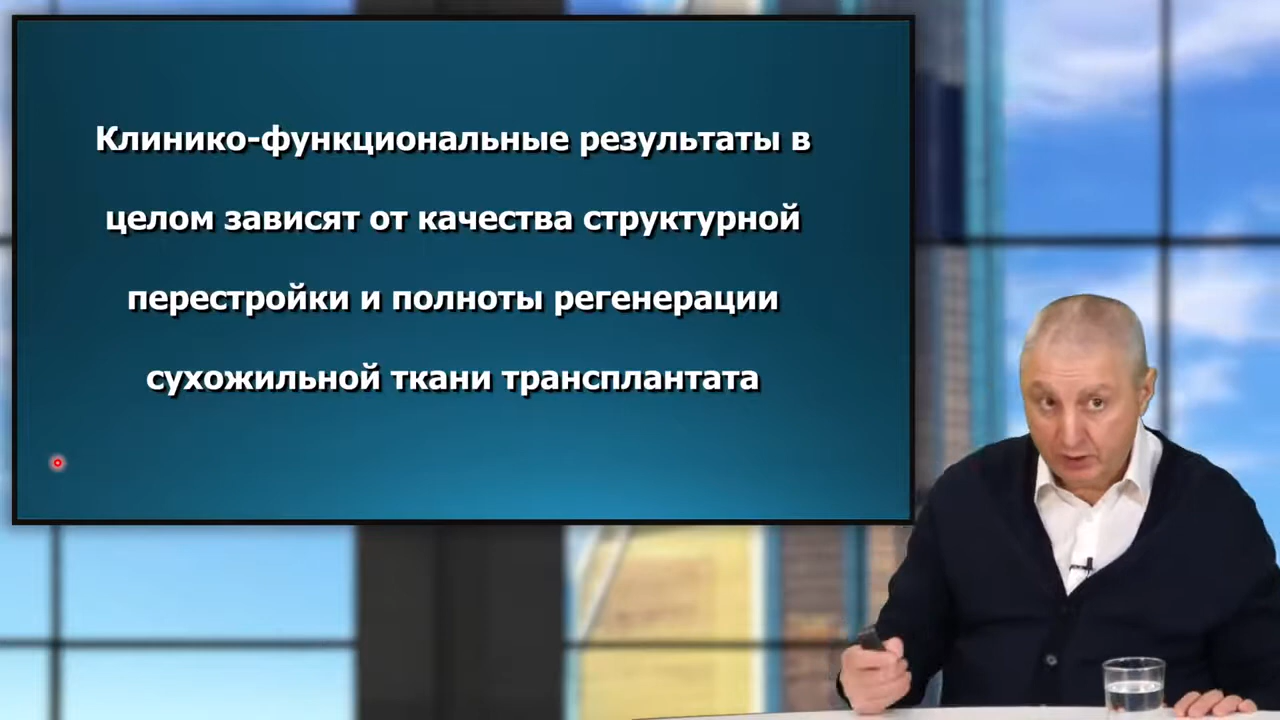 Клинико-функциональные результаты в
целом зависят от качества структурной
перестройки и полноты регенерации
сухожильной ткани трансплантата